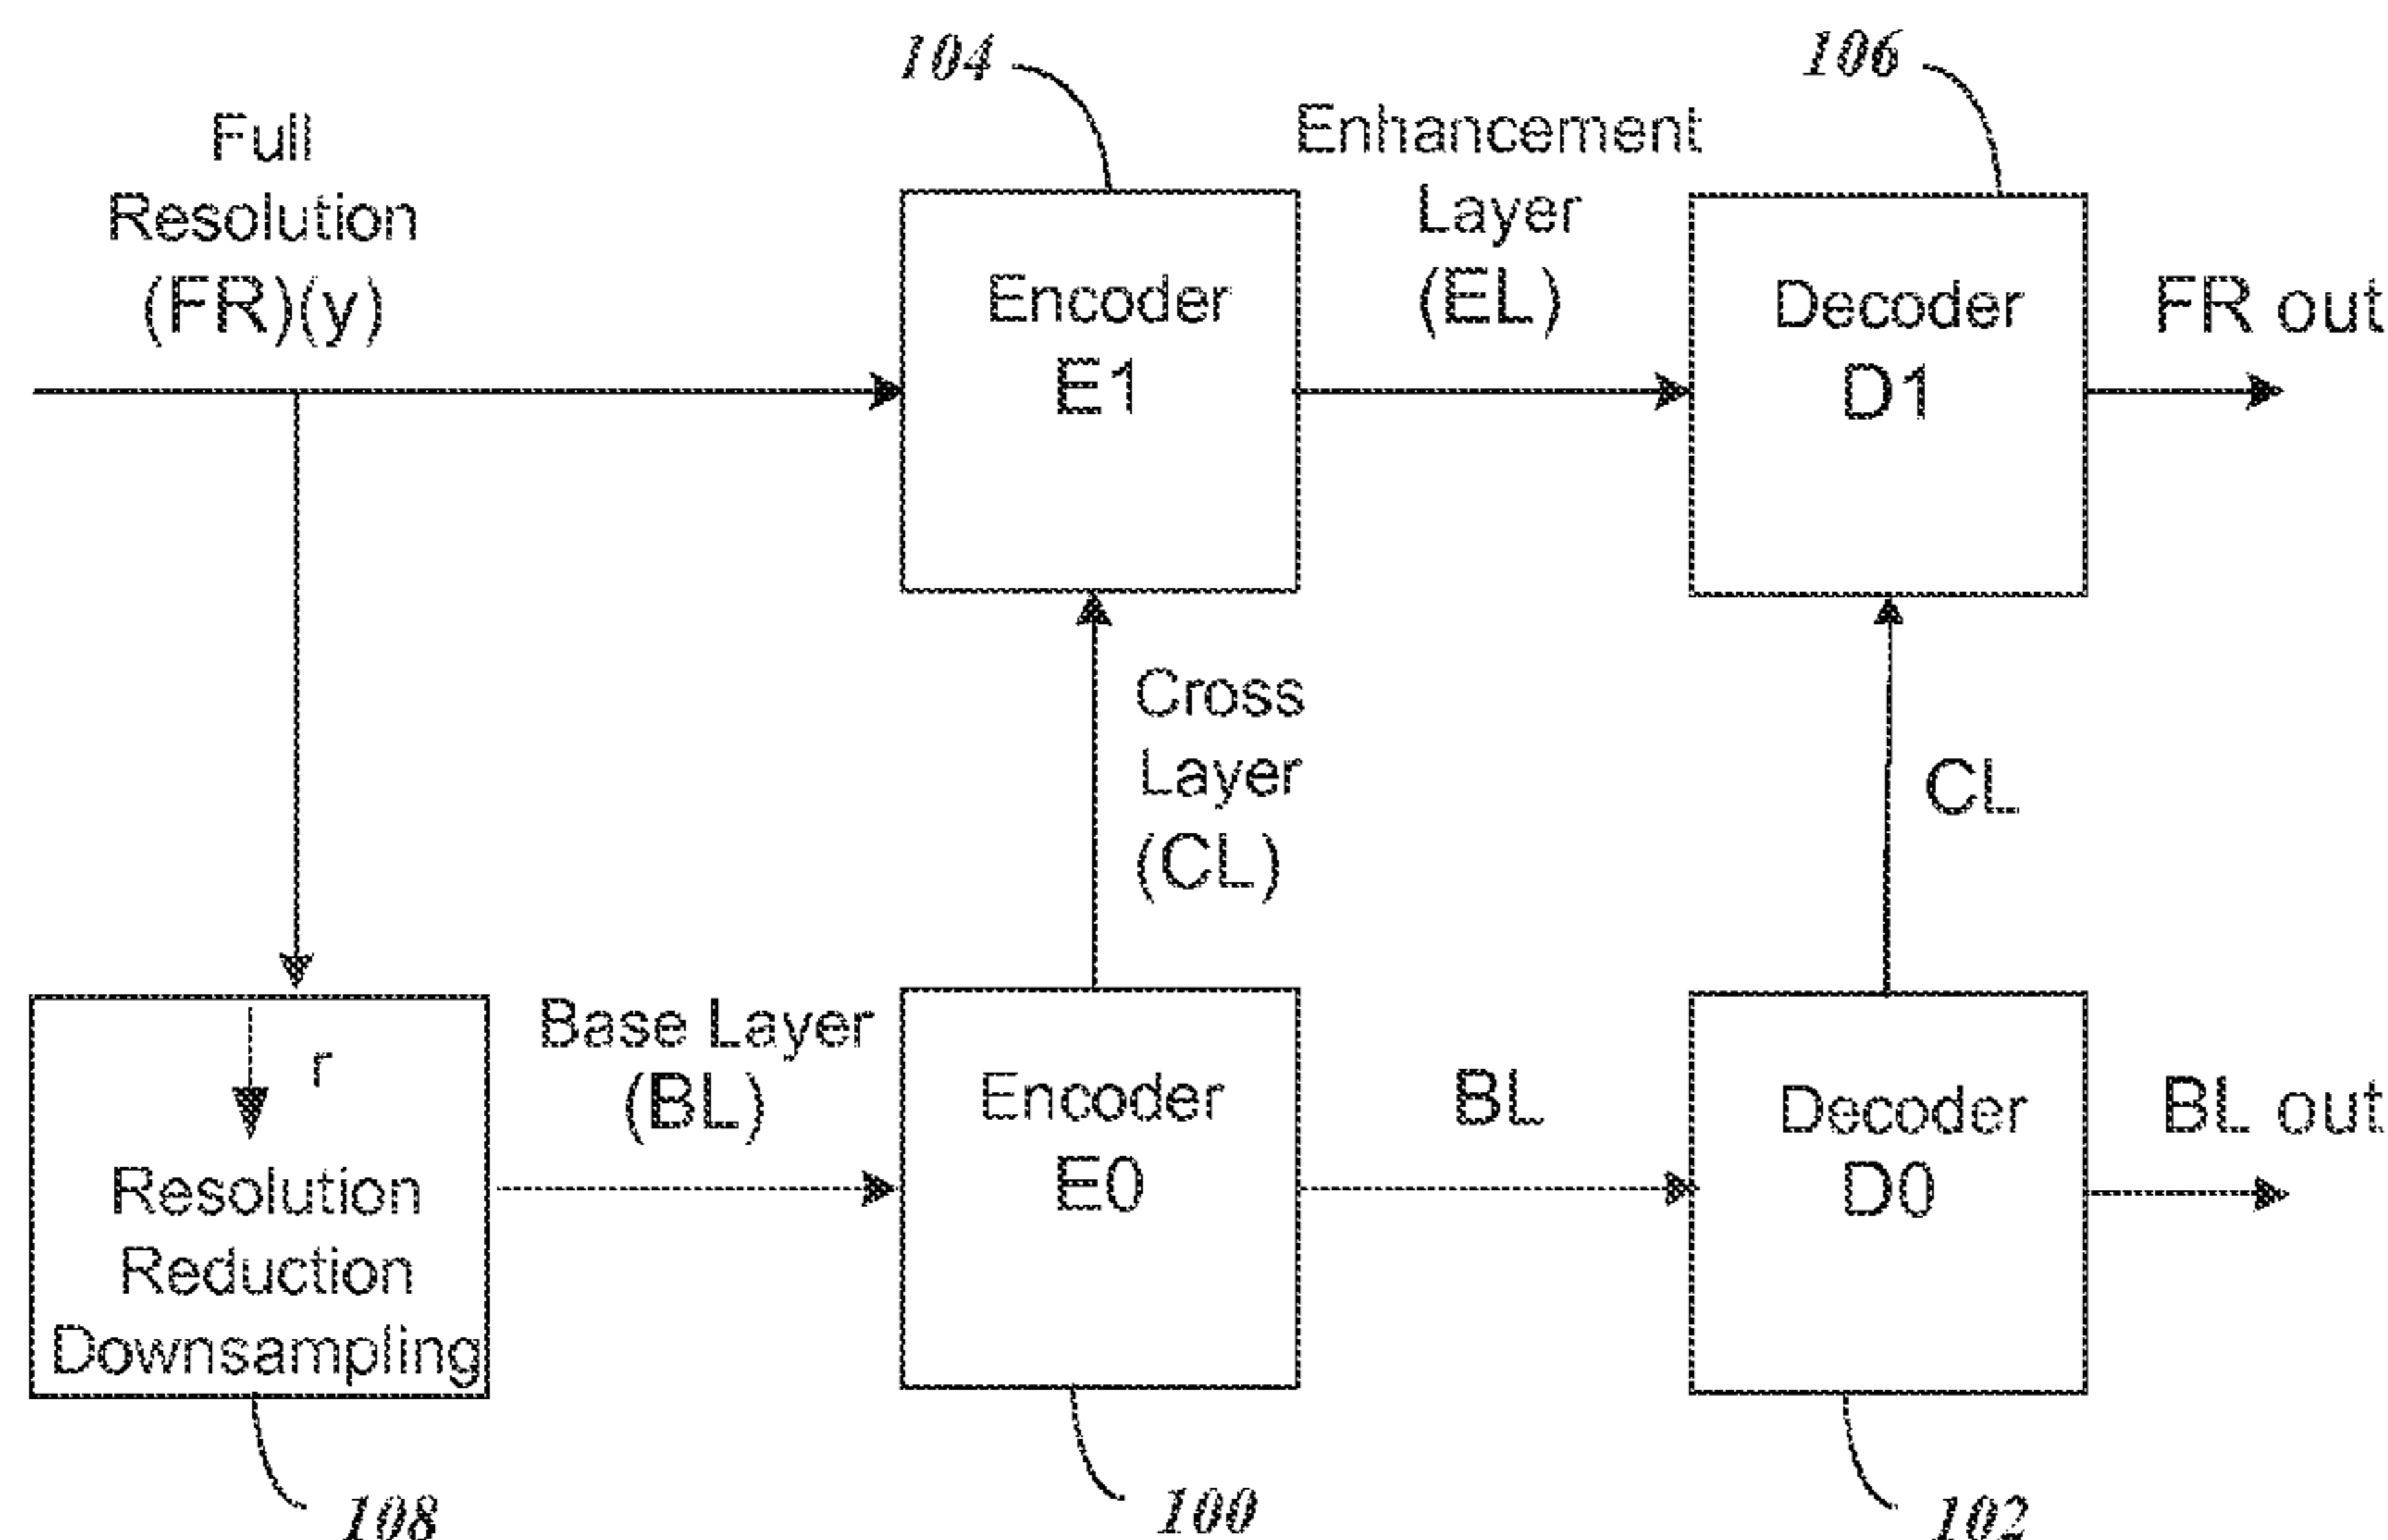 104
106
Full
Resolution
(FR)(y)
Enhancement
Layer
(EL)
Encoder
E1
Decoder
D1
FR out
Cross
Layer
(CL)
CL
r
Resolution
Reduction
Downsampling
Base Layer
(BL)
Encoder
E0
BL
Decoder
D0
BL out
108
100
102